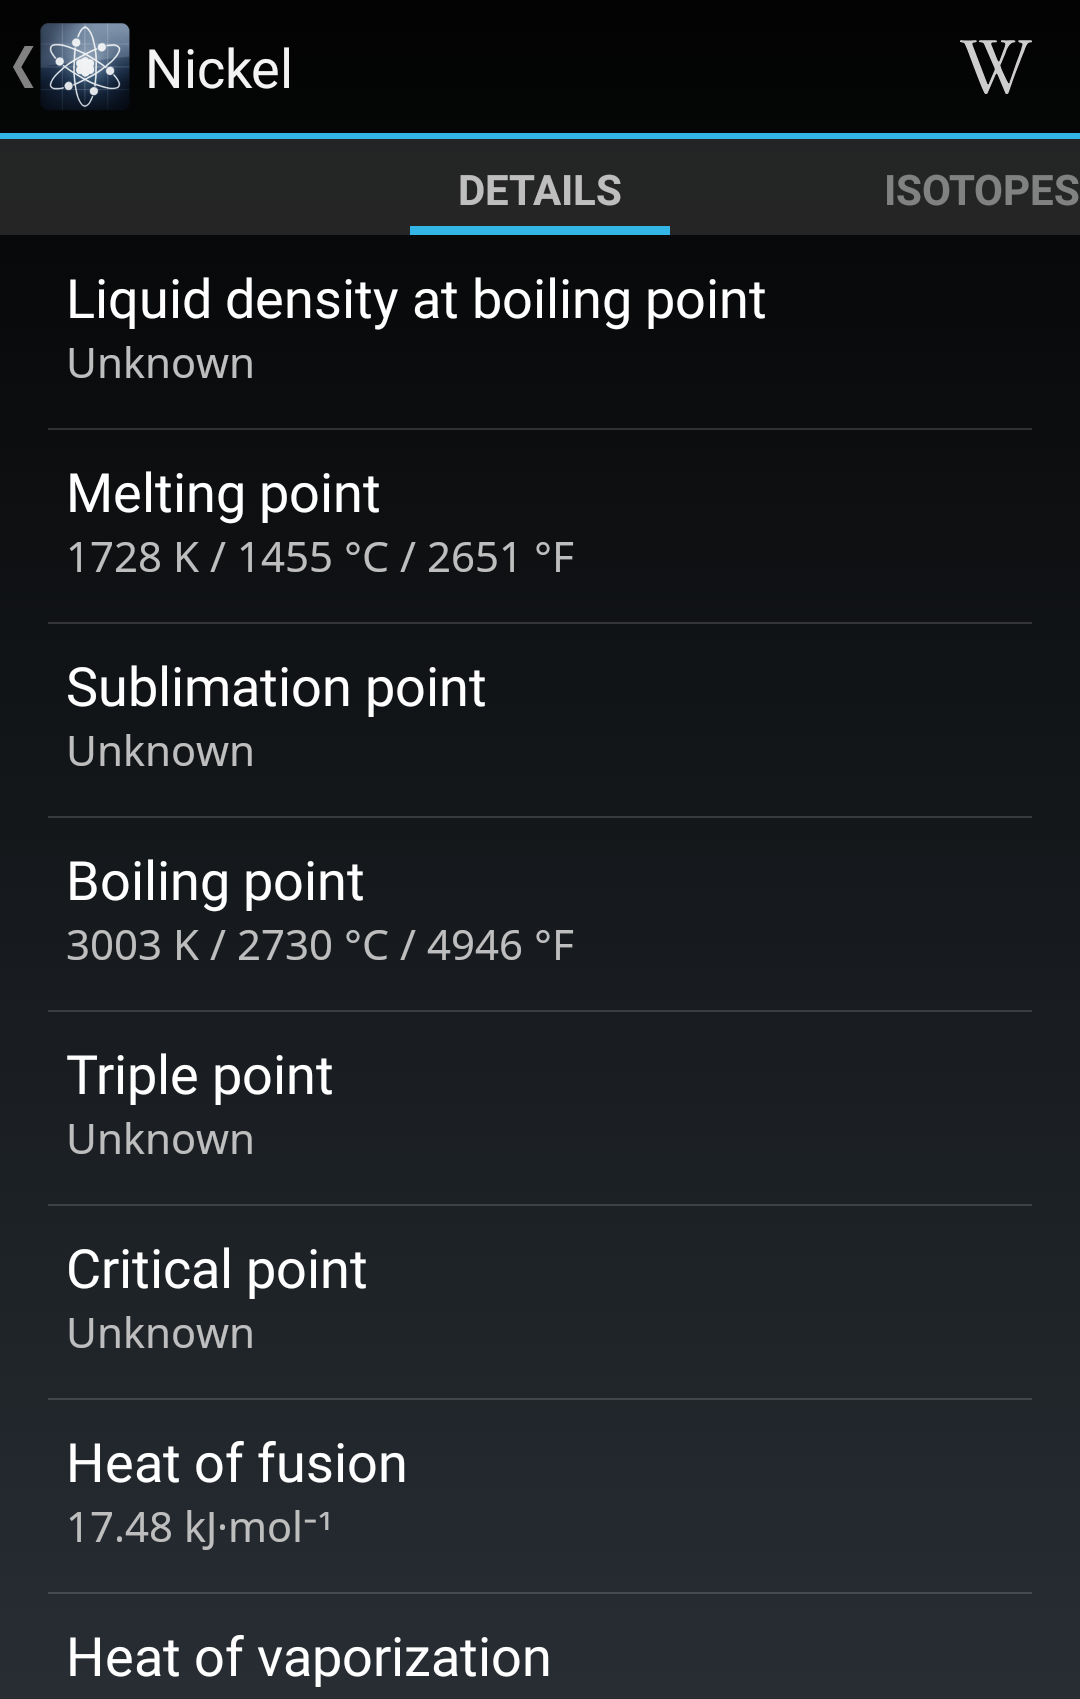 Nickel
W
DETAILS
ISOTOPES
Liquid density at boiling point
Unknown
Melting point
1728 K / 1455 °C / 2651 °F
Sublimation point
Unknown
Boiling point
3003 K / 2730 °C / 4946 °F
Triple point
Unknown
Critical point
Unknown
Heat of fusion
17.48 kJ·mol⁻¹
Heat of vaporization